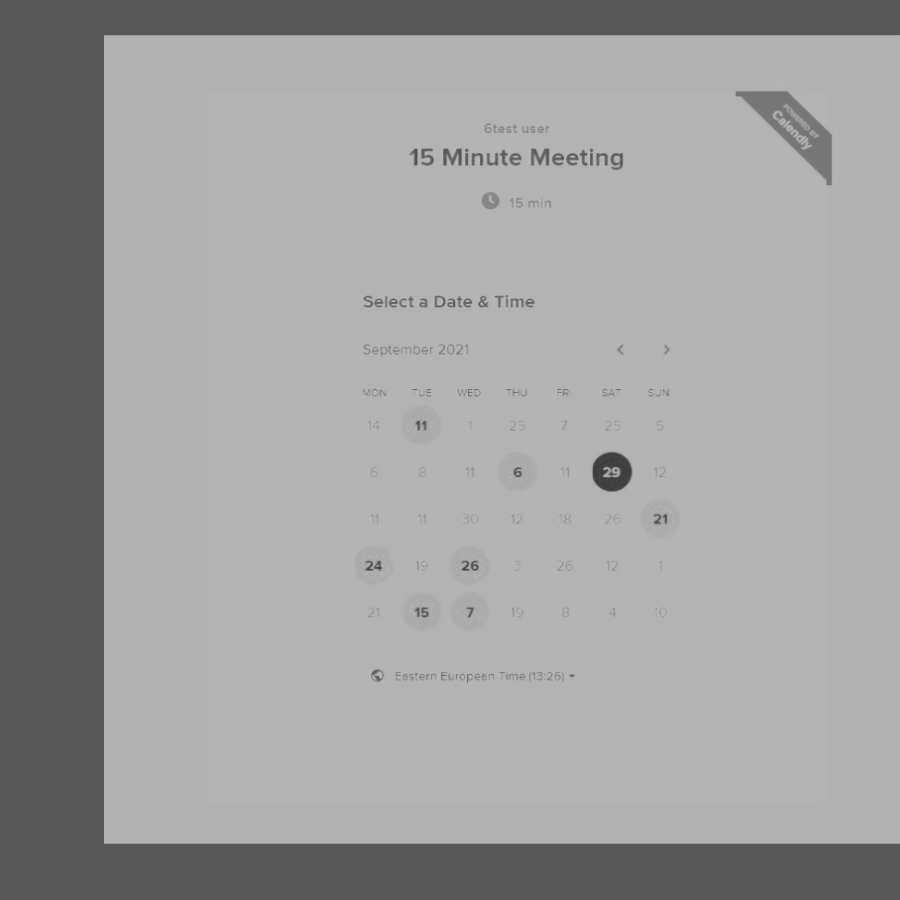 POWERED BY
Calendly
6test user
15 Minute Meeting
15 min
Select a Date & Time
September 2021
MON TUE WED THU FRI SAT SUN
14 11 1 25 7 25 5
6 8 11 6 11 29 12
11 11 30 12 18 26 21
24 19 26 3 26 12 1
21 15 7 19 8 4 10
Eastern European Time (13:26)